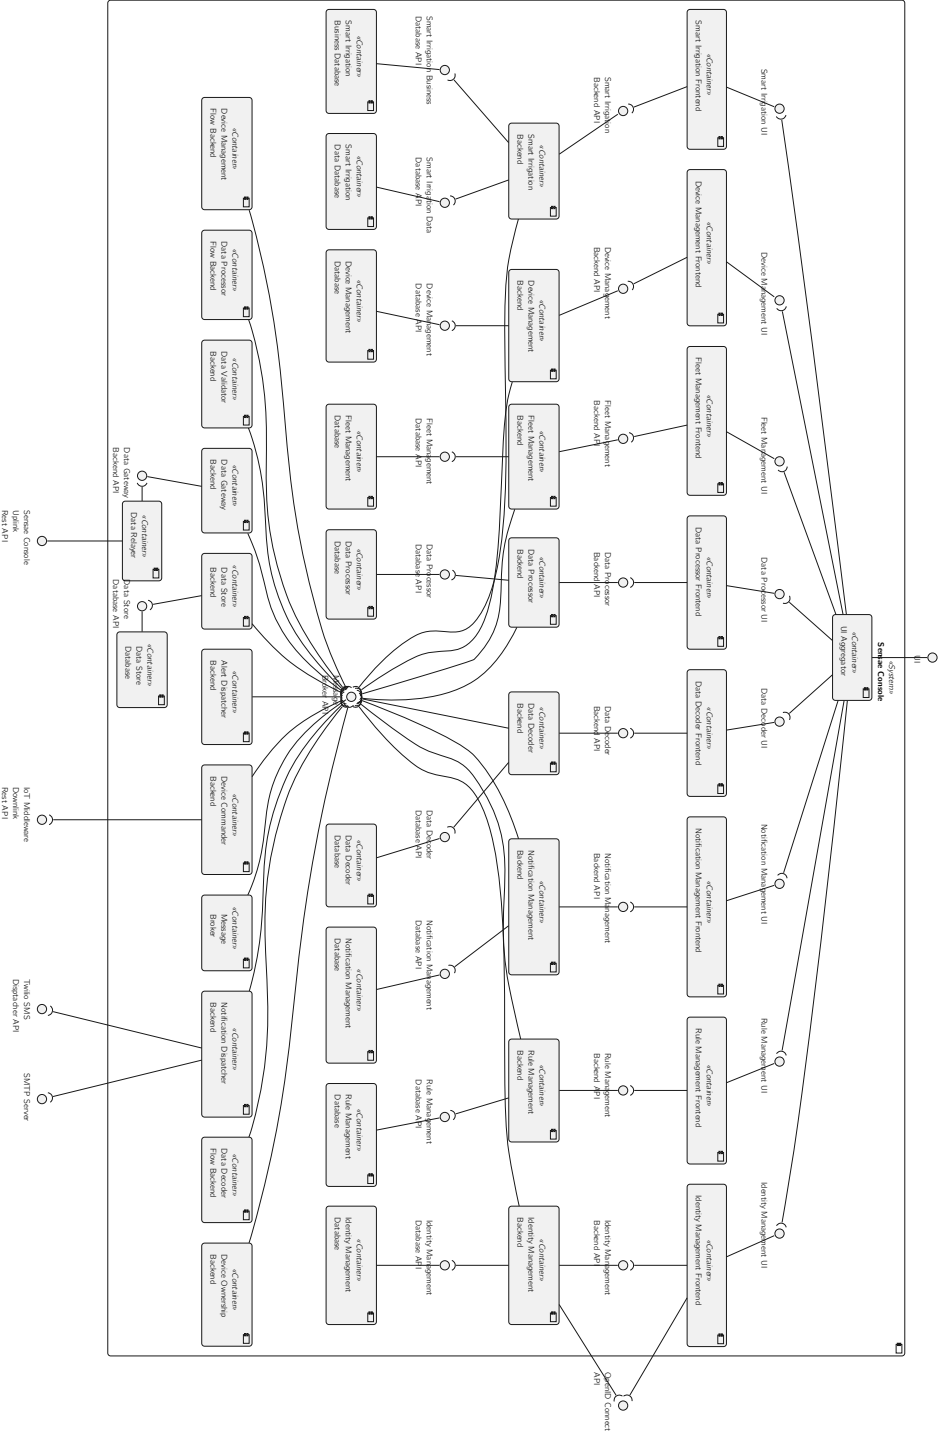 UI
«System»
Sensae Console
«Container»
UI Aggregator
Smart Irrigation UI
Device Management UI
Fleet Management UI
Data Processor UI
Data Decoder UI
Notification Management UI
Rule Management UI
Identity Management UI
«Container»
Smart Irrigation Frontend
«Container»
Device Management Frontend
«Container»
Fleet Management Frontend
«Container»
Data Processor Frontend
«Container»
Data Decoder Frontend
«Container»
Notification Management Frontend
«Container»
Rule Management Frontend
«Container»
Identity Management Frontend
Smart Irrigation
Backend API
Device Management
Backend API
Fleet Management
Backend API
Data Processor
Backend API
Data Decoder
Backend API
Notification Management
Backend API
Rule Management
Backend API
Identity Management
Backend API
OpenID Connect
API
«Container»
Smart Irrigation
Backend
«Container»
Device Management
Backend
«Container»
Fleet Management
Backend
«Container»
Data Processor
Backend
«Container»
Data Decoder
Backend
«Container»
Notification Management
Backend
«Container»
Rule Management
Backend
«Container»
Identity Management
Backend
Smart Irrigation Business
Database API
Smart Irrigation Data
Database API
Device Management
Database API
Fleet Management
Database API
Data Processor
Database API
Data Decoder
Database API
Notification Management
Database API
Rule Management
Database API
Identity Management
Database API
«Container»
Smart Irrigation
Business Database
«Container»
Smart Irrigation
Data Database
«Container»
Device Management
Database
«Container»
Fleet Management
Database
«Container»
Data Processor
Database
Broker API
«Container»
Data Decoder
Database
«Container»
Notification Management
Database
«Container»
Rule Management
Database
«Container»
Identity Management
Database
«Container»
Device Management
Flow Backend
«Container»
Data Processor
Flow Backend
«Container»
Data Validator
Backend
«Container»
Data Gateway
Backend
«Container»
Data Store
Backend
«Container»
Alert Dispatcher
Backend
«Container»
Device Commander
Backend
«Container»
Message
Broker
«Container»
Notification Dispatcher
Backend
«Container»
Data Decoder
Flow Backend
«Container»
Device Ownership
Backend
Data Gateway
Backend API
«Container»
Data Relayer
Data Store
Database API
«Container»
Data Store
Database
Sensae Console
Uplink
Rest API
IoT Middleware
Downlink
Rest API
Twilio SMS
Disptacher API
SMTP Server